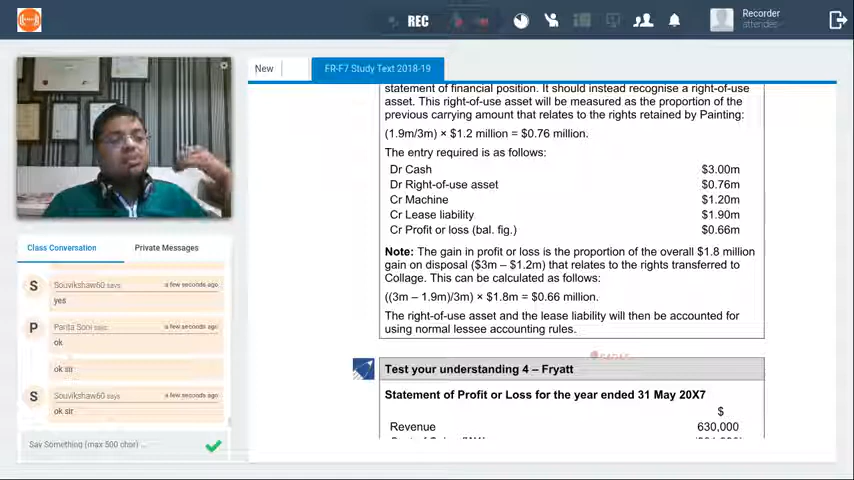 REC
Recorder
attendee
New
FR-F7 Study Text 2018-19
statement of financial position. It should instead recognise a right-of-use
asset. This right-of-use asset will be measured as the proportion of the
previous carrying amount that relates to the rights retained by Painting:
(1.9m/3m) × $1.2 million = $0.76 million.
The entry required is as follows:
Dr Cash $3.00m
Dr Right-of-use asset $0.76m
Cr Machine $1.20m
Cr Lease liability $1.90m
Cr Profit or loss (bal. fig.) $0.66m
Note: The gain in profit or loss is the proportion of the overall $1.8 million
gain on disposal ($3m – $1.2m) that relates to the rights transferred to
Collage. This can be calculated as follows:
((3m – 1.9m)/3m) × $1.8m = $0.66 million.
The right-of-use asset and the lease liability will then be accounted for
using normal lessee accounting rules.
Test your understanding 4 – Fryatt
Statement of Profit or Loss for the year ended 31 May 20X7
$
Revenue 630,000
Class Conversation Private Messages
S Souvikshaw60 says a few seconds ago
yes
P Parita Soni says a few seconds ago
ok
ok sir
S Souvikshaw60 says a few seconds ago
ok sir
Say Something (max 500 char) ...